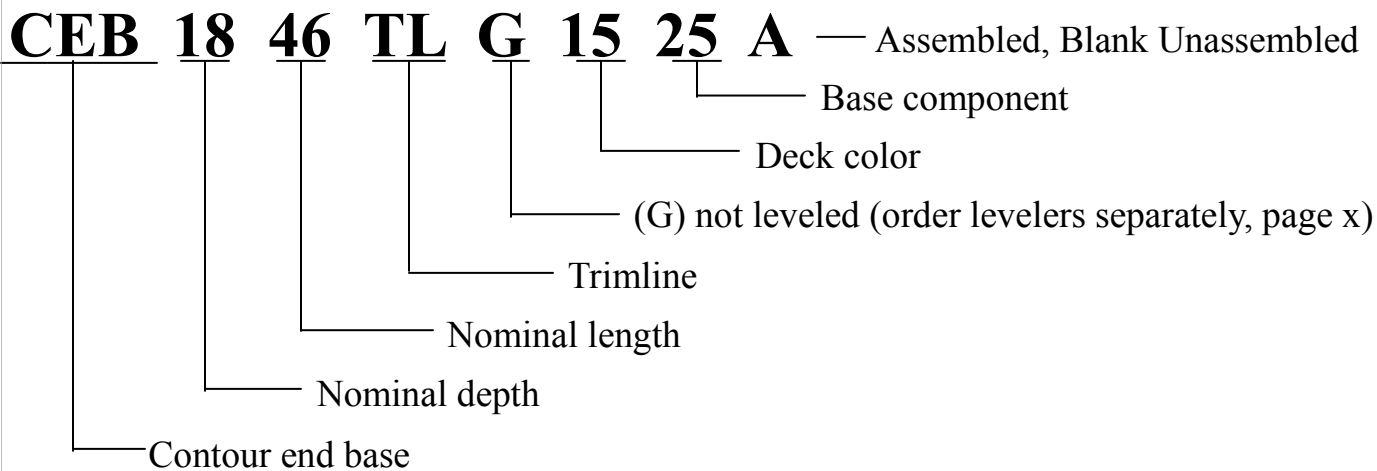 CEB 18 46 TL G 15 25 A Assembled, Blank Unassembled
Base component
Deck color
(G) not leveled (order levelers separately, page x)
Trimline
Nominal length
Nominal depth
Contour end base